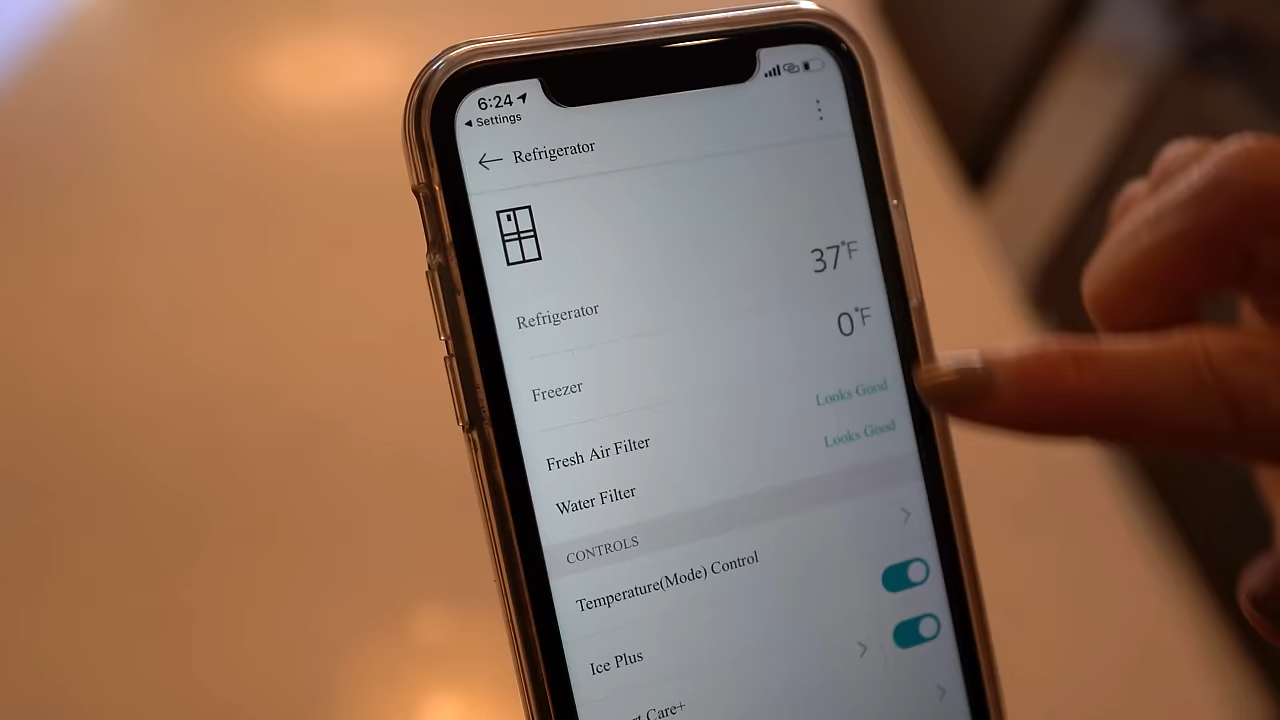 6:24
Settings
Refrigerator
37°F
Refrigerator
0°F
Freezer
Looks Good
Fresh Air Filter
Looks Good
Water Filter
CONTROLS
Temperature(Mode) Control
Ice Plus
Care+